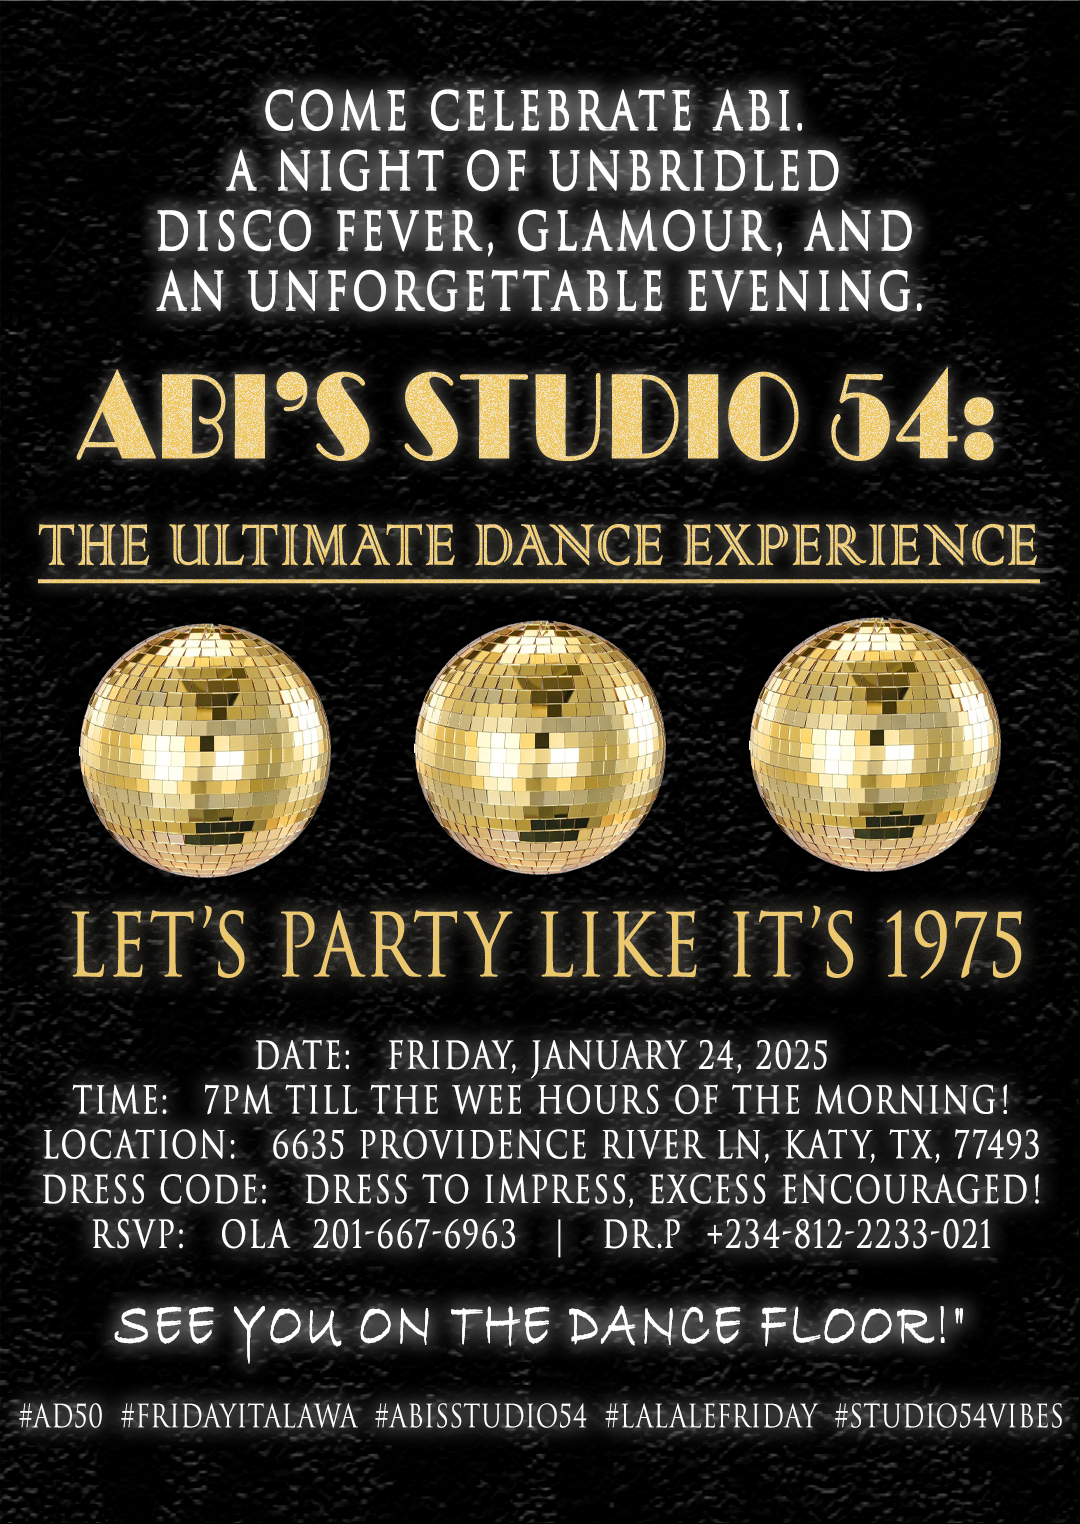 COME CELEBRATE ABI.
A NIGHT OF UNBRIDLED
DISCO FEVER, GLAMOUR, AND
AN UNFORGETTABLE EVENING.
ABI'S STUDIO 54:
THE ULTIMATE DANCE EXPERIENCE
LET'S PARTY LIKE IT'S 1975
DATE: FRIDAY, JANUARY 24, 2025
TIME: 7PM TILL THE WEE HOURS OF THE MORNING!
LOCATION: 6635 PROVIDENCE RIVER LN, KATY, TX, 77493
DRESS CODE: DRESS TO IMPRESS, EXCESS ENCOURAGED!
RSVP: OLA 201-667-6963 | DR.P +234-812-2233-021
SEE YOU ON THE DANCE FLOOR!"
#AD50 #FRIDAYITALAWA #ABISSTUDIO54 #LALALEFRIDAY #STUDIO54VIBES